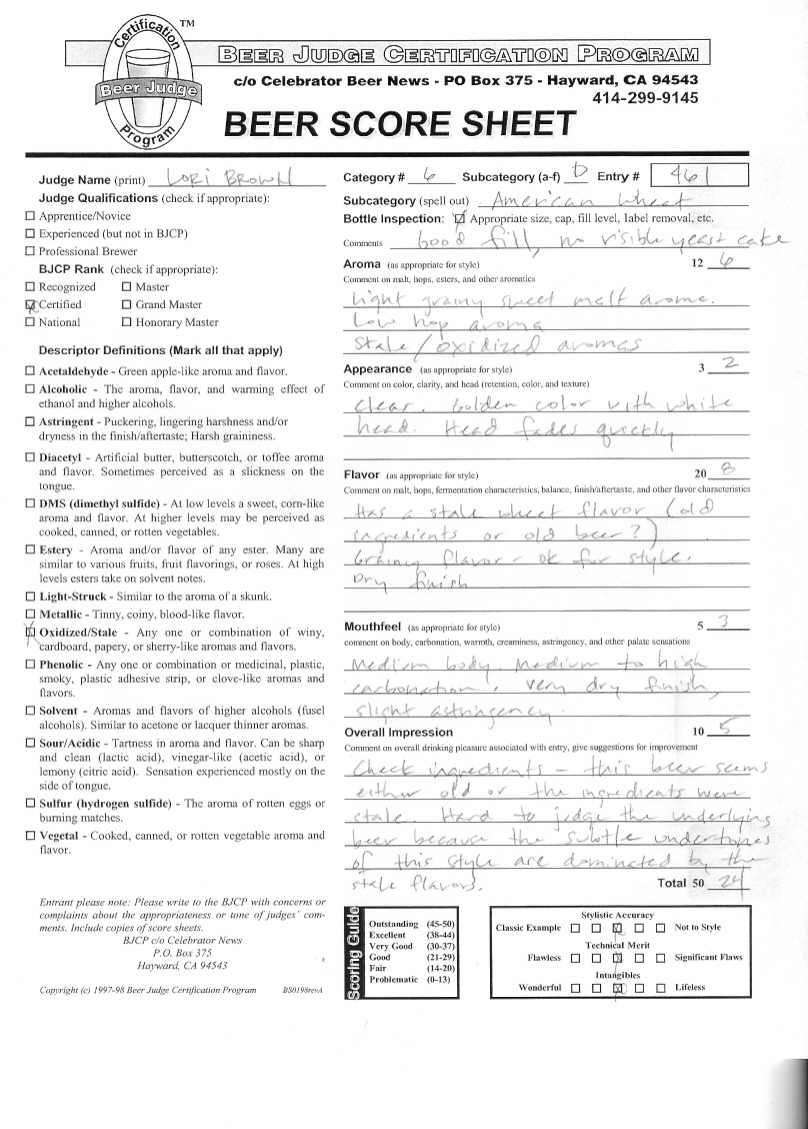 Certification TM
Beer Judge
Program
BEER JUDGE CERTIFICATION PROGRAM
c/o Celebrator Beer News - PO Box 375 - Hayward, CA 94543
414-299-9145
BEER SCORE SHEET
Judge Name (print) Lori Brown
Judge Qualifications (check if appropriate):
☐ Apprentice/Novice
☐ Experienced (but not in BJCP)
☐ Professional Brewer
BJCP Rank (check if appropriate):
☐ Recognized ☐ Master
☒ Certified ☐ Grand Master
☐ National ☐ Honorary Master
Descriptor Definitions (Mark all that apply)
☐ Acetaldehyde - Green apple-like aroma and flavor.
☐ Alcoholic - The aroma, flavor, and warming effect of
ethanol and higher alcohols.
☐ Astringent - Puckering, lingering harshness and/or
dryness in the finish/aftertaste; Harsh graininess.
☐ Diacetyl - Artificial butter, butterscotch, or toffee aroma
and flavor. Sometimes perceived as a slickness on the
tongue.
☐ DMS (dimethyl sulfide) - At low levels a sweet, corn-like
aroma and flavor. At higher levels may be perceived as
cooked, canned, or rotten vegetables.
☐ Estery - Aroma and/or flavor of any ester. Many are
similar to various fruits, fruit flavorings, or roses. At high
levels esters take on solvent notes.
☐ Light-Struck - Similar to the aroma of a skunk.
☐ Metallic - Tinny, coiny, blood-like flavor.
☒ Oxidized/Stale - Any one or combination of winy,
cardboard, papery, or sherry-like aromas and flavors.
☐ Phenolic - Any one or combination or medicinal, plastic,
smoky, plastic adhesive strip, or clove-like aromas and
flavors.
☐ Solvent - Aromas and flavors of higher alcohols (fusel
alcohols). Similar to acetone or lacquer thinner aromas.
☐ Sour/Acidic - Tartness in aroma and flavor. Can be sharp
and clean (lactic acid), vinegar-like (acetic acid), or
lemony (citric acid). Sensation experienced mostly on the
side of tongue.
☐ Sulfur (hydrogen sulfide) - The aroma of rotten eggs or
burning matches.
☐ Vegetal - Cooked, canned, or rotten vegetable aroma and
flavor.
Entrant please note: Please write to the BJCP with concerns or
complaints about the appropriateness or tone of judges' com-
ments. Include copies of score sheets.
BJCP c/o Celebrator News
P.O. Box 375
Hayward, CA 94543
Copyright (c) 1997-98 Beer Judge Certification Program BS0198revA
Category # 6 Subcategory (a-f) b Entry # 461
Subcategory (spell out) American Wheat
Bottle Inspection: ☑ Appropriate size, cap, fill level, label removal, etc.
Comments Good fill, no visible yeast cake
Aroma (as appropriate for style) 12 6
Comment on malt, hops, esters, and other aromatics
Light grainy sweet malt aroma.
Low hop aroma
Stale/oxidized aromas
Appearance (as appropriate for style) 3 2
Comment on color, clarity, and head (retention, color, and texture)
Clear. Golden color with white
head. Head fades quickly
Flavor (as appropriate for style) 20 8
Comment on malt, hops, fermentation characteristics, balance, finish/aftertaste, and other flavor characteristics
Has a stale wheat flavor (old
ingredients or old beer?)
Grainy flavor - ok for style.
Dry finish
Mouthfeel (as appropriate for style) 5 3
comment on body, carbonation, warmth, creaminess, astringency, and other palate sensations
Medium body. Medium to high
carbonation, very dry finish,
slight astringency.
Overall Impression 10 5
Comment on overall drinking pleasure associated with entry, give suggestions for improvement
Check ingredients - this beer seems
either old or the ingredients were
stale. Hard to judge the underlying
beer because the subtle undertones
of this style are dominated by the
stale flavors.
Total 50 24
Scoring Guide
Outstanding (45-50)
Excellent (38-44)
Very Good (30-37)
Good (21-29)
Fair (14-20)
Problematic (0-13)
Stylistic Accuracy
Classic Example ☐ ☐ ☒ ☐ ☐ Not to Style
Technical Merit
Flawless ☐ ☐ ☒ ☐ ☐ Significant Flaws
Intangibles
Wonderful ☐ ☐ ☒ ☐ ☐ Lifeless